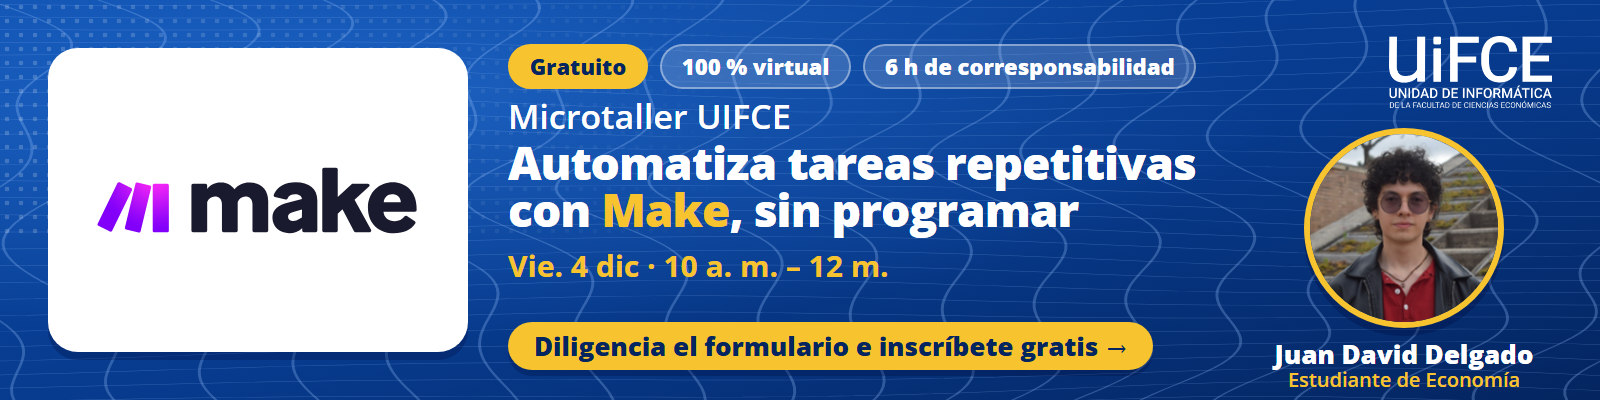 make
Gratuito
100 % virtual
6 h de corresponsabilidad
Microtaller UIFCE
Automatiza tareas repetitivas
con Make, sin programar
Vie. 4 dic · 10 a. m. – 12 m.
Diligencia el formulario e inscríbete gratis →
UiFCE
UNIDAD DE INFORMÁTICA
DE LA FACULTAD DE CIENCIAS ECONÓMICAS
Juan David Delgado
Estudiante de Economía